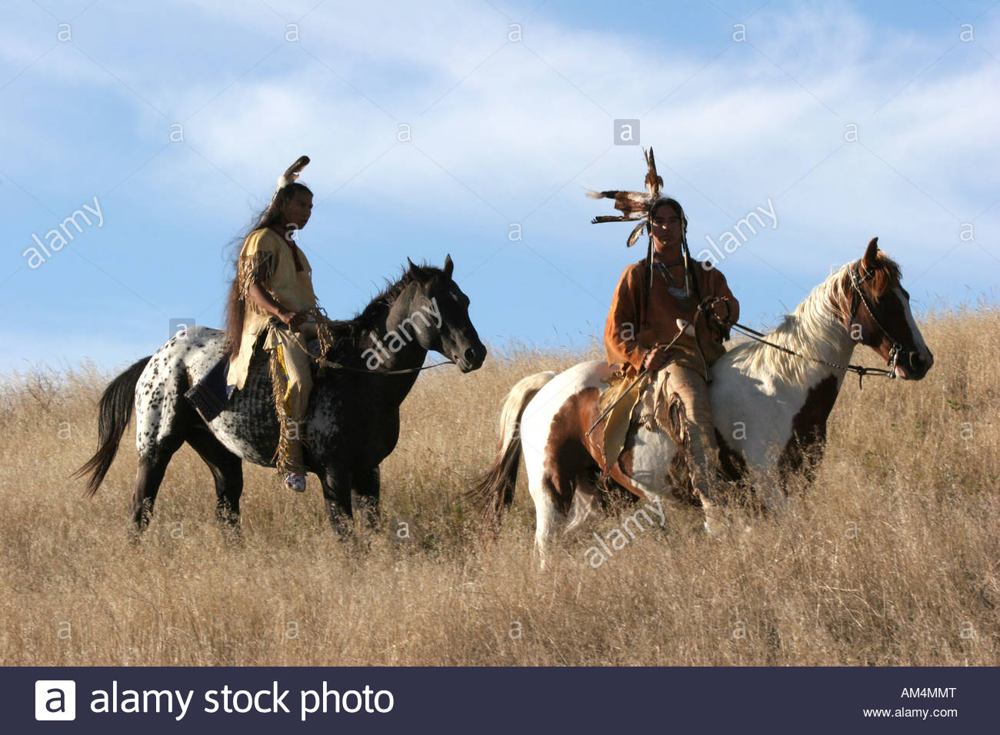 a a a a a
a a a a
alamy alamy
a a a
alamy
a
a a a
a a a a
alamy
a a a a a
a alamy stock photo
AM4MMT
www.alamy.com